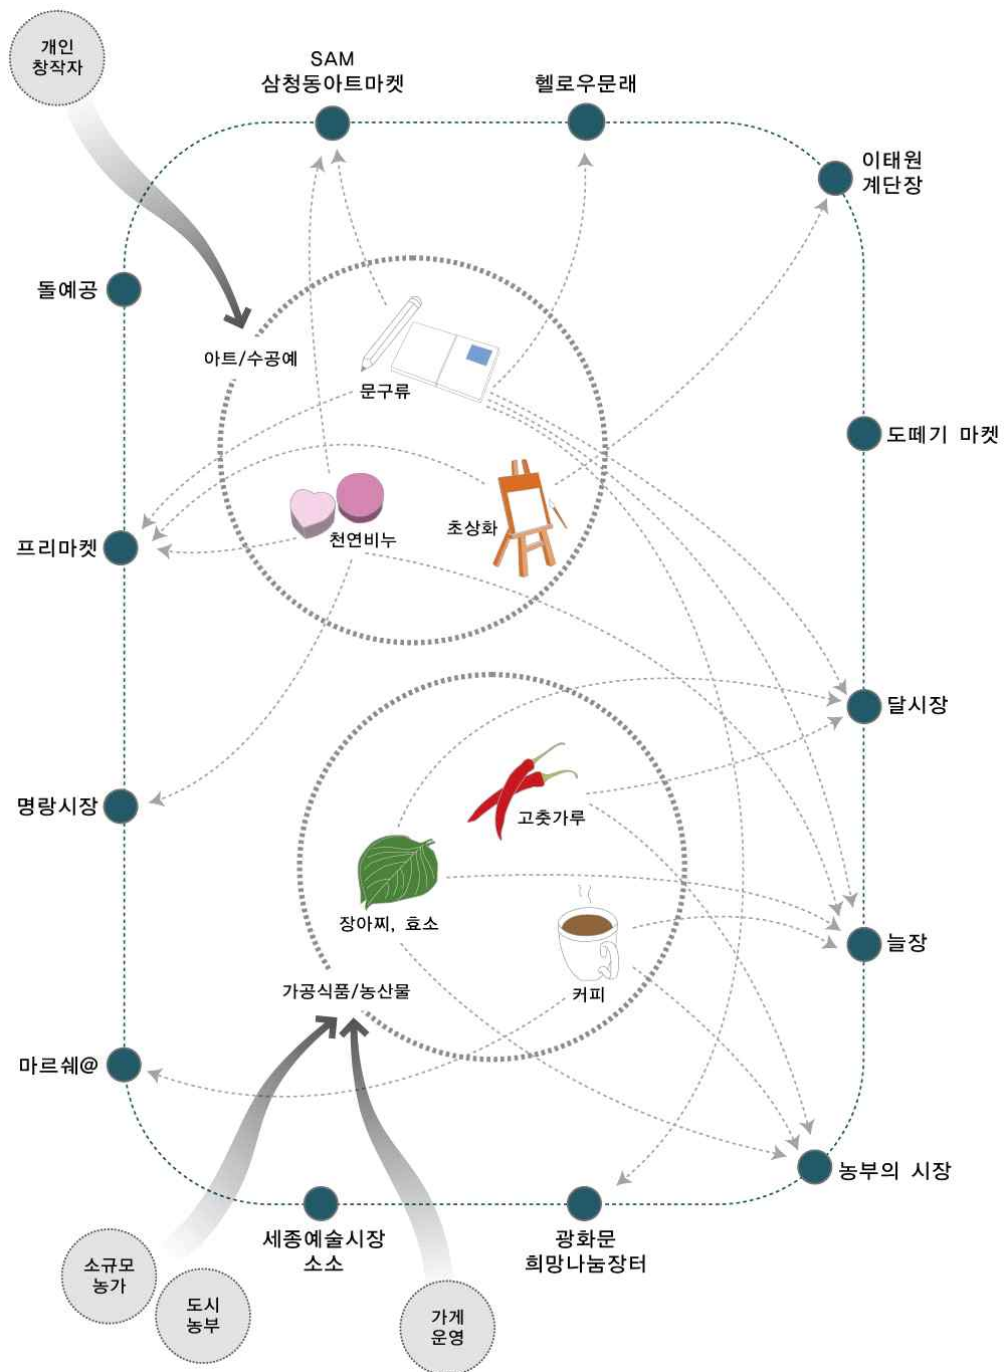 개인
창작자
SAM
삼청동아트마켓
헬로우문래
이태원
계단장
돌예공
아트/수공예
문구류
도떼기 마켓
프리마켓
천연비누
초상화
달시장
명랑시장
고춧가루
장아찌, 효소
늘장
가공식품/농산물
커피
마르쉐@
농부의 시장
세종예술시장
소소
광화문
희망나눔장터
소규모
농가
도시
농부
가게
운영